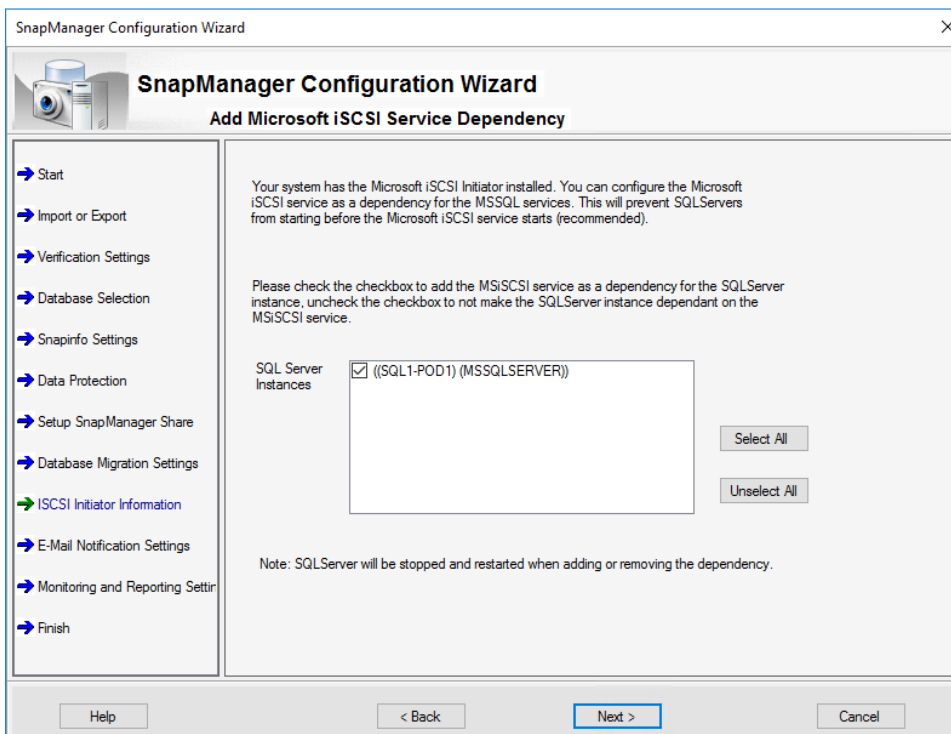 SnapManager Configuration Wizard
SnapManager Configuration Wizard
Add Microsoft iSCSI Service Dependency
Start
Import or Export
Verification Settings
Database Selection
Snapinfo Settings
Data Protection
Setup SnapManager Share
Database Migration Settings
ISCSI Initiator Information
E-Mail Notification Settings
Monitoring and Reporting Settin
Finish
Your system has the Microsoft iSCSI Initiator installed. You can configure the Microsoft
iSCSI service as a dependency for the MSSQL services. This will prevent SQLServers
from starting before the Microsoft iSCSI service starts (recommended).
Please check the checkbox to add the MSiSCSI service as a dependency for the SQLServer
instance, uncheck the checkbox to not make the SQLServer instance dependant on the
MSiSCSI service.
SQL Server
Instances
((SQL1-POD1) (MSSQLSERVER))
Select All
Unselect All
Note: SQLServer will be stopped and restarted when adding or removing the dependency.
Help
< Back
Next >
Cancel